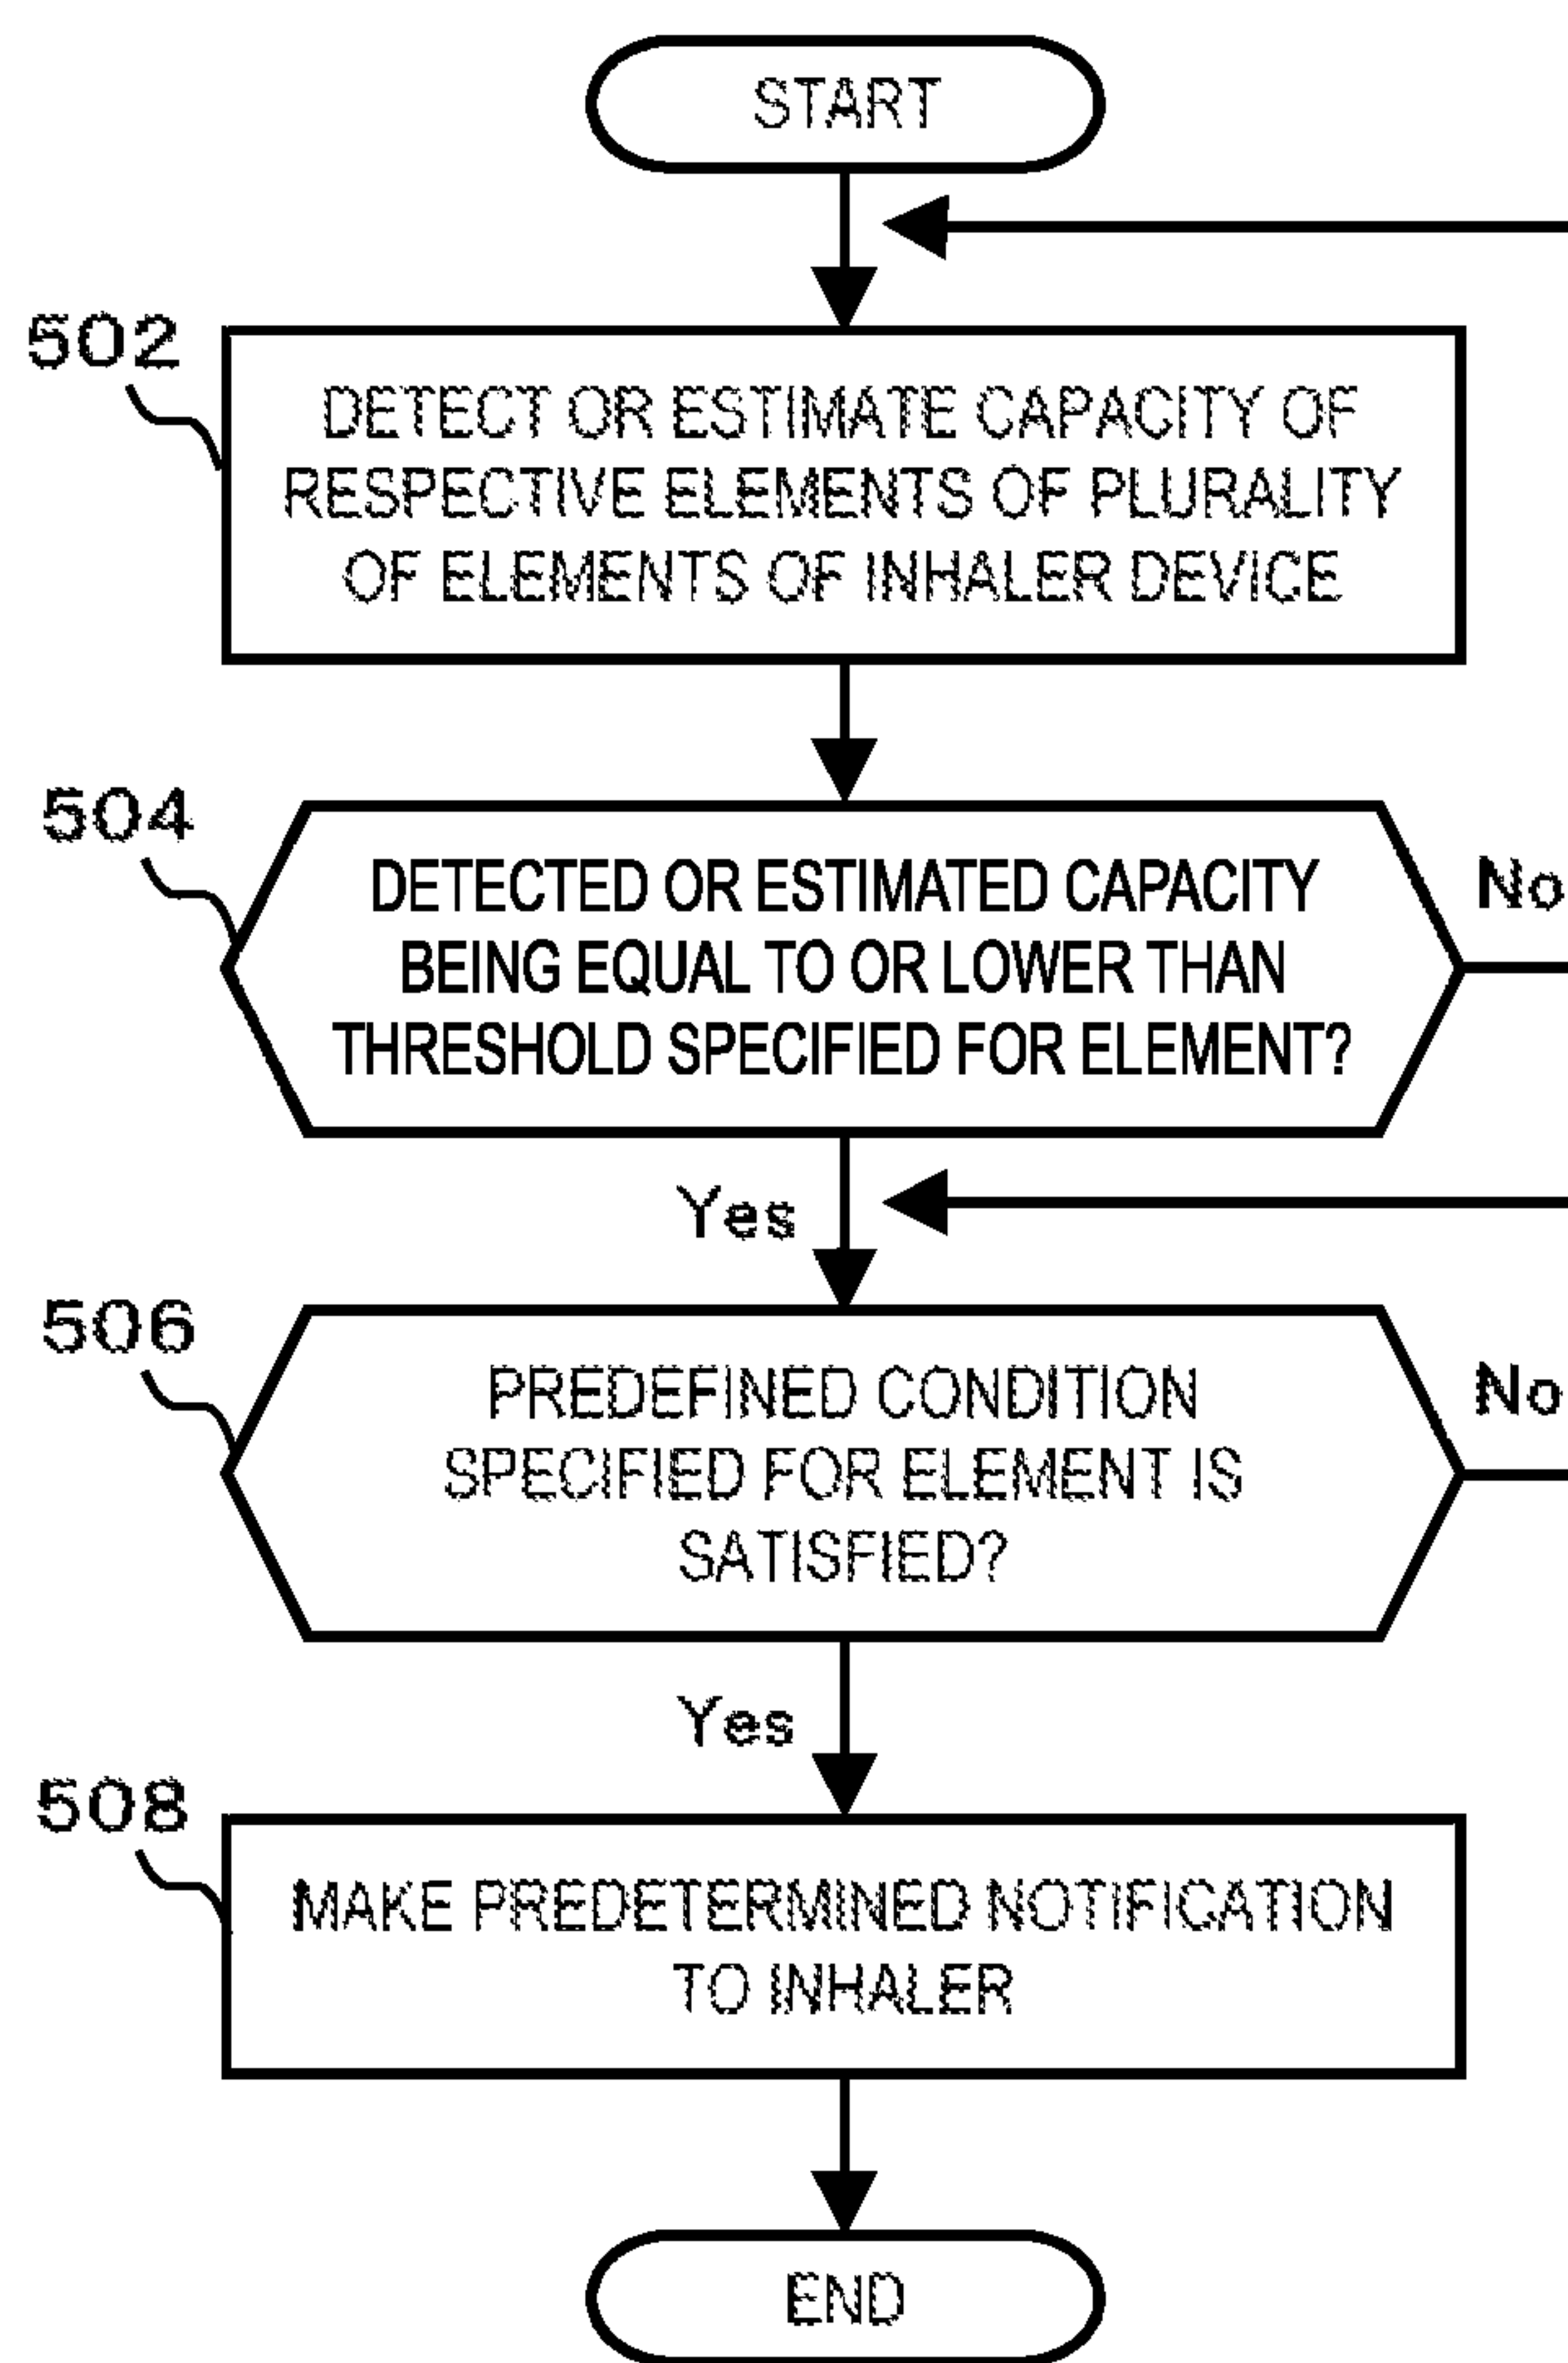 START
502
DETECT OR ESTIMATE CAPACITY OF
RESPECTIVE ELEMENTS OF PLURALITY
OF ELEMENTS OF INHALER DEVICE
504
DETECTED OR ESTIMATED CAPACITY
BEING EQUAL TO OR LOWER THAN
THRESHOLD SPECIFIED FOR ELEMENT?
No
Yes
506
PREDEFINED CONDITION
SPECIFIED FOR ELEMENT IS
SATISFIED?
No
Yes
508
MAKE PREDETERMINED NOTIFICATION
TO INHALER
END